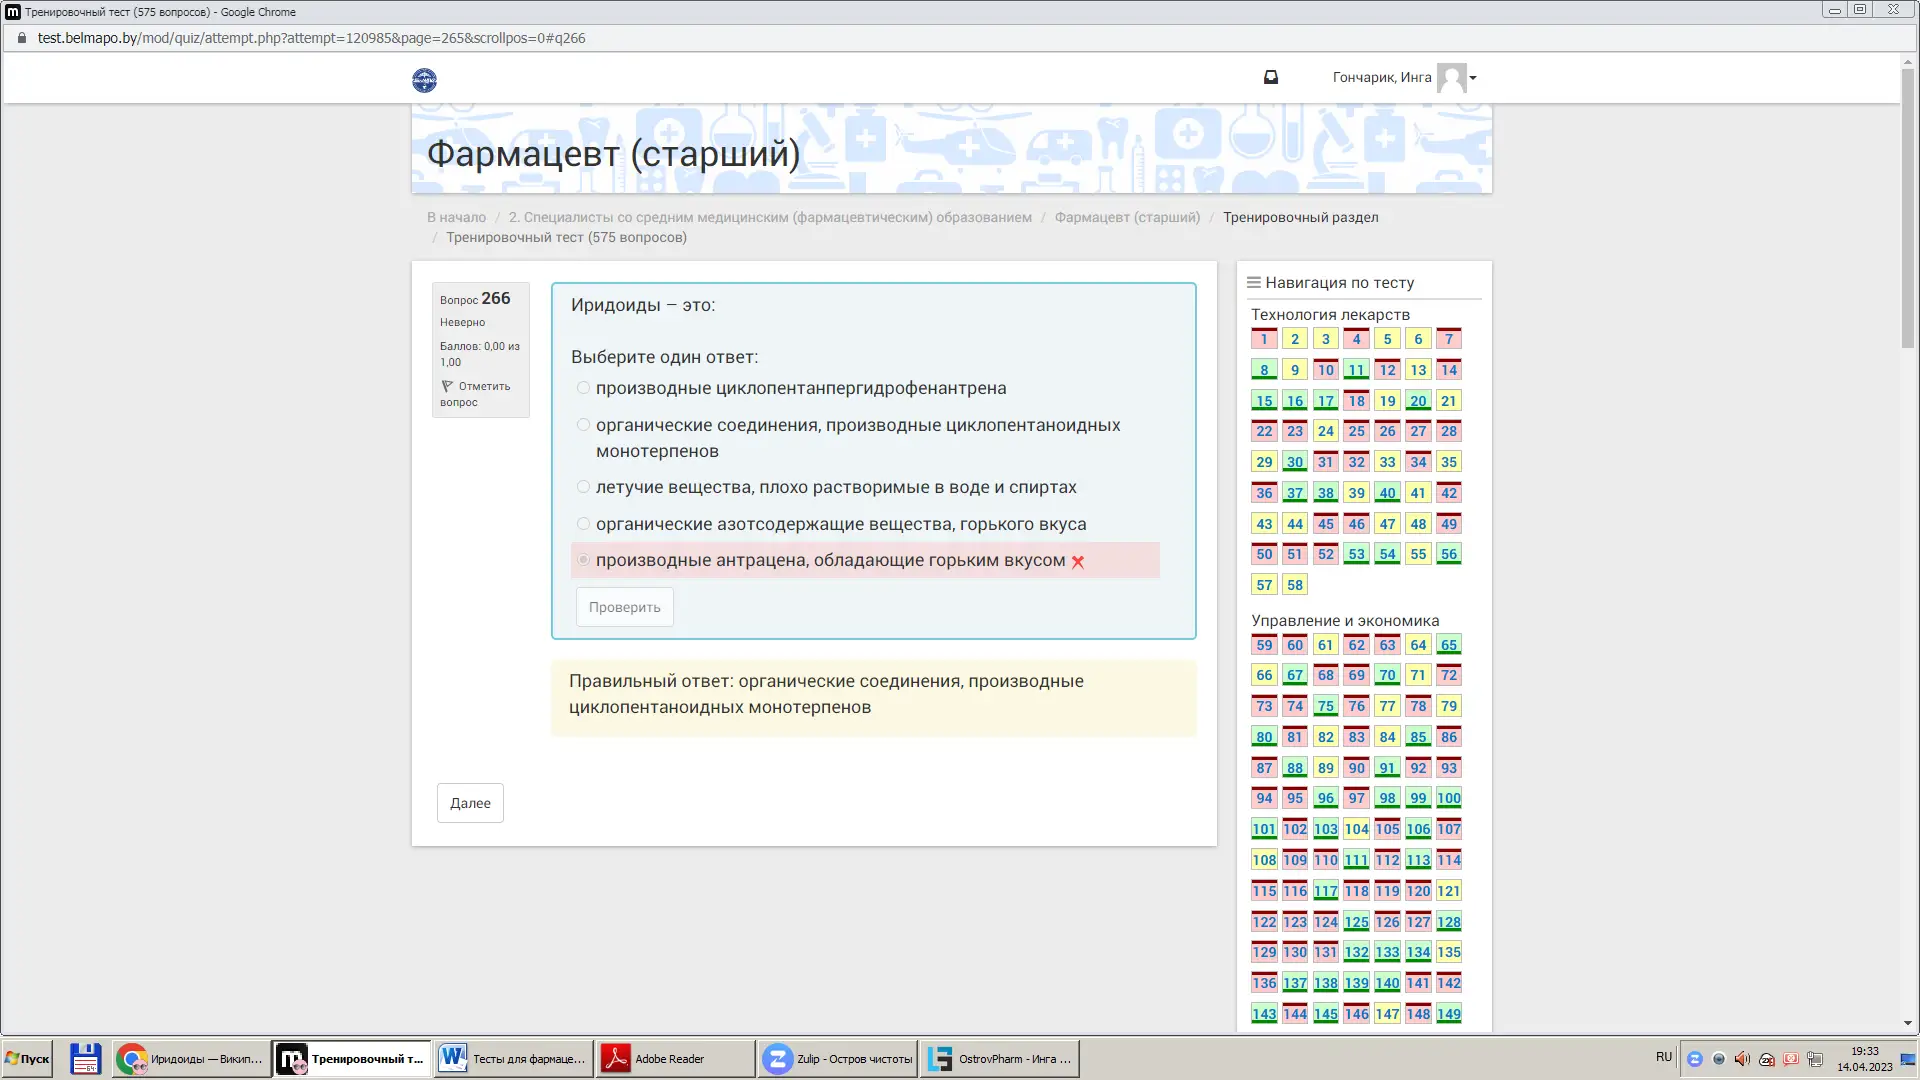 Тренировочный тест (575 вопросов) - Google Chrome
test.belmapo.by/mod/quiz/attempt.php?attempt=120985&page=265&scrollpos=0#q266
Гончарик, Инга
Фармацевт (старший)
В начало / 2. Специалисты со средним медицинским (фармацевтическим) образованием / Фармацевт (старший) / Тренировочный раздел
/ Тренировочный тест (575 вопросов)
Вопрос 266
Неверно
Баллов: 0,00 из
1,00
Отметить
вопрос
Иридоиды – это:
Выберите один ответ:
производные циклопентанпергидрофенантрена
органические соединения, производные циклопентаноидных
монотерпенов
летучие вещества, плохо растворимые в воде и спиртах
органические азотсодержащие вещества, горького вкуса
производные антрацена, обладающие горьким вкусом
Проверить
Правильный ответ: органические соединения, производные
циклопентаноидных монотерпенов
Далее
Навигация по тесту
Технология лекарств
1 2 3 4 5 6 7
8 9 10 11 12 13 14
15 16 17 18 19 20 21
22 23 24 25 26 27 28
29 30 31 32 33 34 35
36 37 38 39 40 41 42
43 44 45 46 47 48 49
50 51 52 53 54 55 56
57 58
Управление и экономика
59 60 61 62 63 64 65
66 67 68 69 70 71 72
73 74 75 76 77 78 79
80 81 82 83 84 85 86
87 88 89 90 91 92 93
94 95 96 97 98 99 100
101 102 103 104 105 106 107
108 109 110 111 112 113 114
115 116 117 118 119 120 121
122 123 124 125 126 127 128
129 130 131 132 133 134 135
136 137 138 139 140 141 142
143 144 145 146 147 148 149
Пуск
Иридоиды — Викип...
Тренировочный т...
Тесты для фармаце...
Adobe Reader
Zulip - Остров чистоты
OstrovPharm - Инга ...
RU
19:33
14.04.2023